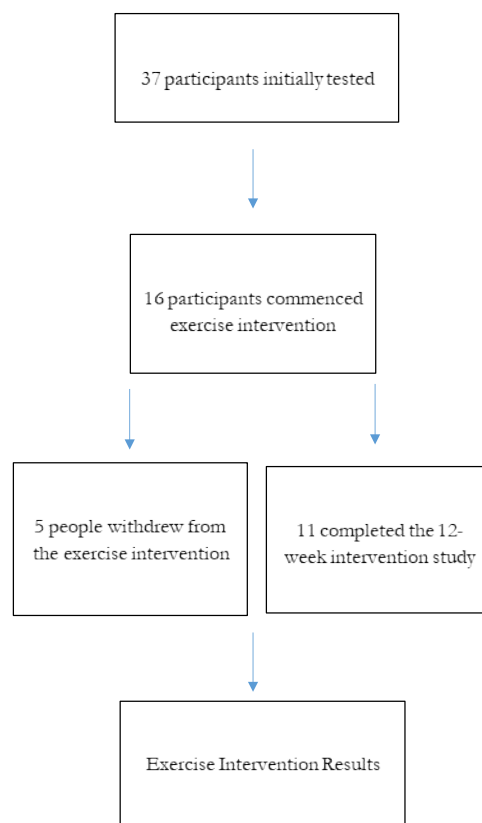 37 participants initially tested
16 participants commenced
exercise intervention
5 people withdrew from
the exercise intervention
11 completed the 12-
week intervention study
Exercise Intervention Results